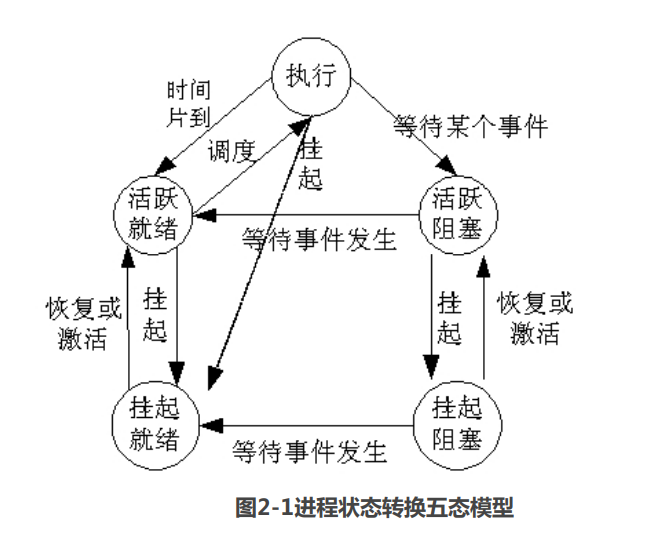 执行
时间
片到
调度
挂
起
等待某个事件
活跃
就绪
活跃
阻塞
等待事件发生
恢复或
激活
挂
起
挂
起
恢复或
激活
挂起
就绪
挂起
阻塞
等待事件发生
图2-1进程状态转换五态模型